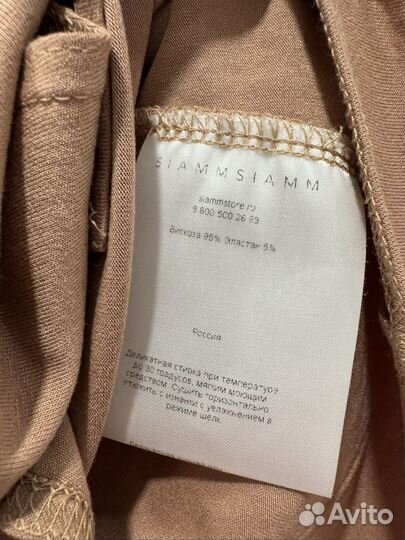 SIAMMSIAMM
siammstore.ru
8 800 500 26 93
Вискоза 95% Эластан 5%
Россия
Деликатная стирка при температуре
до 30 градусов, мягким моющим
средством. Сушить горизонтально
утюжить с изнанки с увлажнением в
режиме шелк.
Avito